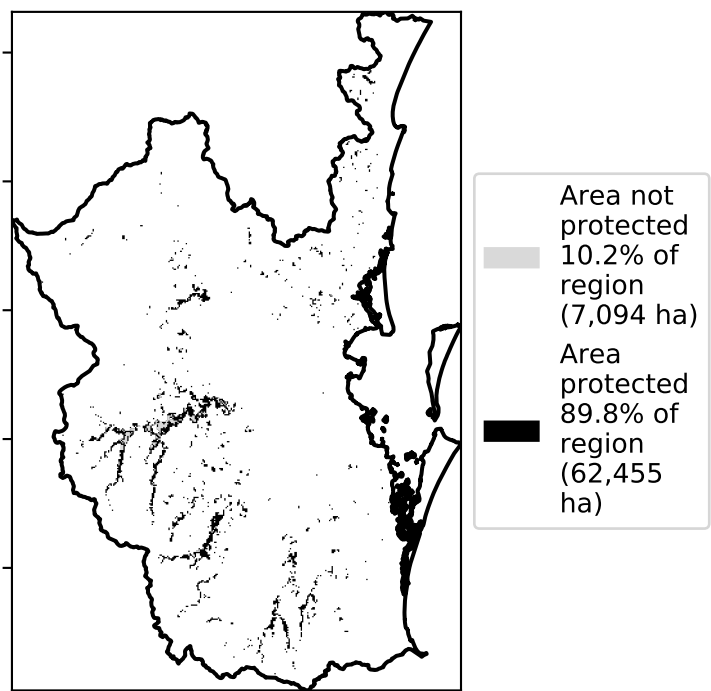 Area not
protected
10.2% of
region
(7,094 ha)
Area
protected
89.8% of
region
(62,455
ha)